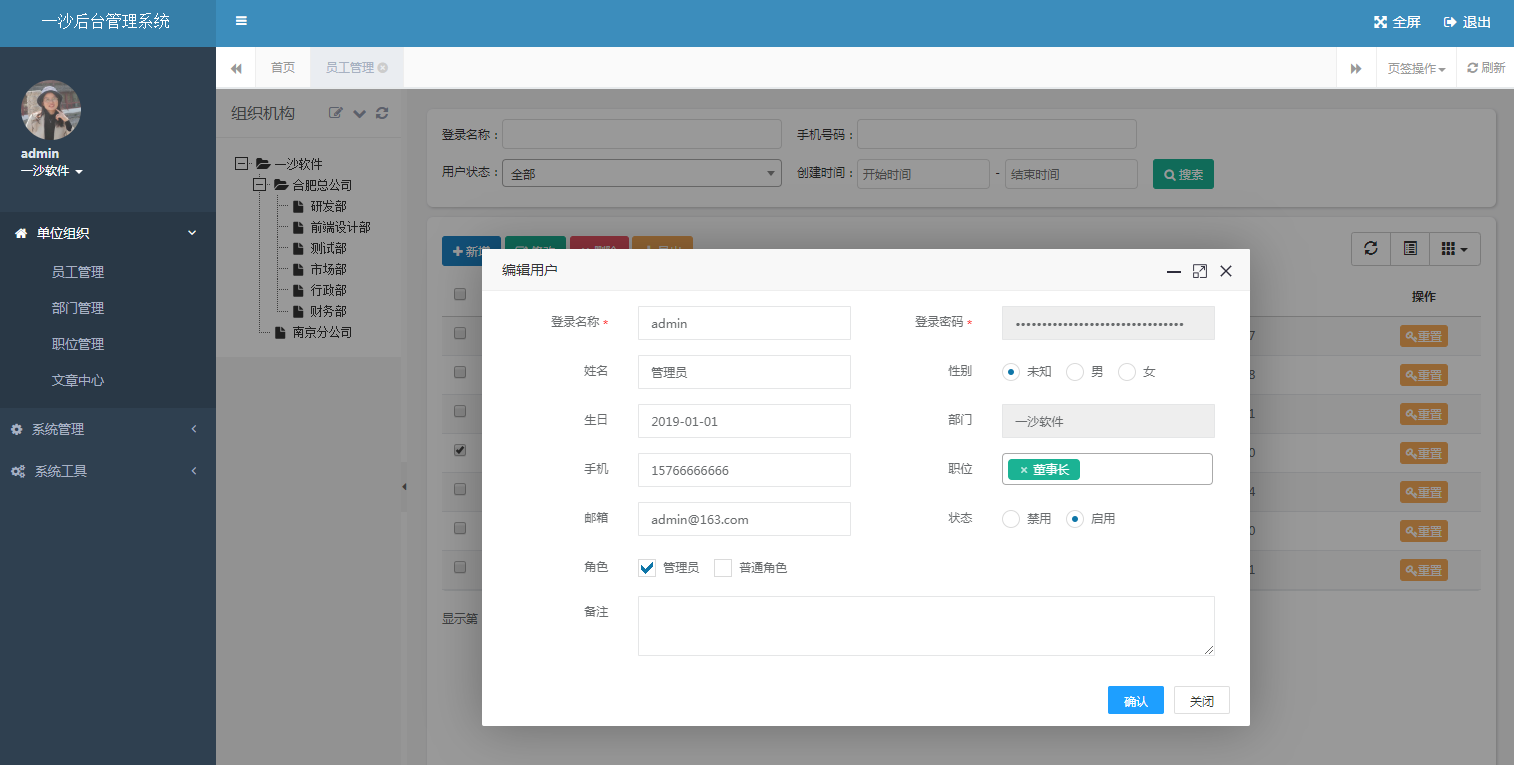 一沙后台管理系统
全屏 退出
首页 员工管理 页签操作 刷新
admin
一沙软件
单位组织
员工管理
部门管理
职位管理
文章中心
系统管理
系统工具
组织机构
一沙软件
合肥总公司
研发部
前端设计部
测试部
市场部
行政部
财务部
南京分公司
登录名称： 手机号码：
用户状态： 全部 创建时间： 开始时间 - 结束时间 搜索
新增
操作
7 重置
8 重置
1 重置
0 重置
4 重置
0 重置
1 重置
显示第
编辑用户
登录名称* admin 登录密码* ••••••••••••••••••••••••••••••••
姓名 管理员 性别 未知 男 女
生日 2019-01-01 部门 一沙软件
手机 15766666666 职位 × 董事长
邮箱 admin@163.com 状态 禁用 启用
角色 管理员 普通角色
备注
确认 关闭